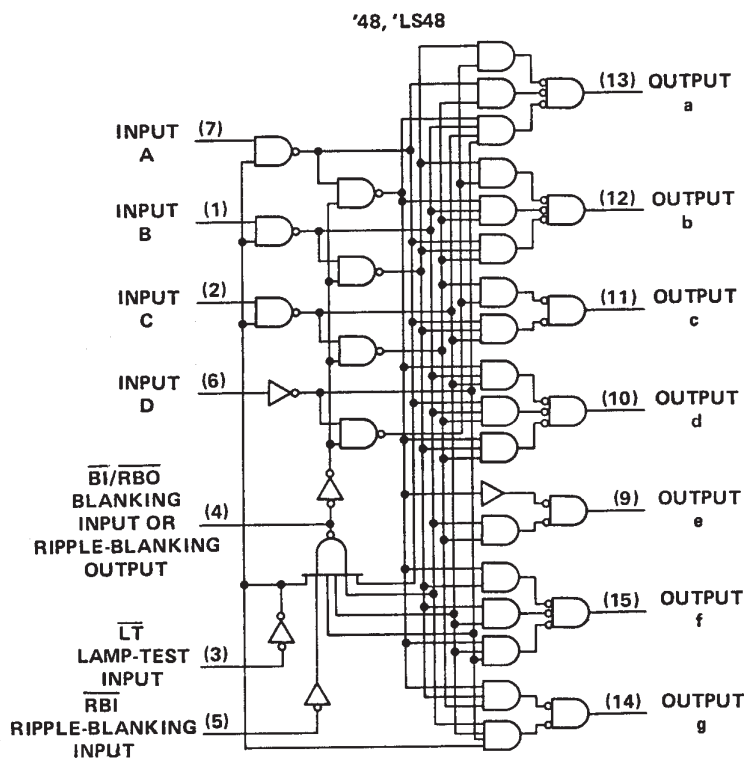 '48, 'LS48
(13) OUTPUT
a
INPUT (7)
A
INPUT (1)
B
(12) OUTPUT
b
INPUT (2)
C
(11) OUTPUT
c
INPUT (6)
D
(10) OUTPUT
d
BI/RBO
BLANKING
INPUT OR (4)
RIPPLE-BLANKING
OUTPUT
(9) OUTPUT
e
LT
LAMP-TEST (3)
INPUT
(15) OUTPUT
f
RBI
RIPPLE-BLANKING (5)
INPUT
(14) OUTPUT
g